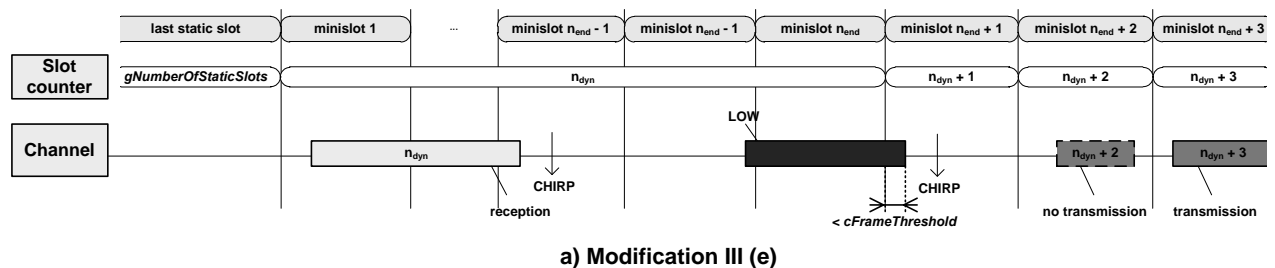 last static slot minislot 1 ... minislot n_end - 1 minislot n_end - 1 minislot n_end minislot n_end + 1 minislot n_end + 2 minislot n_end + 3
Slot counter
gNumberOfStaticSlots n_dyn n_dyn + 1 n_dyn + 2 n_dyn + 3
LOW
Channel
n_dyn n_dyn + 2 n_dyn + 3
CHIRP CHIRP
reception no transmission transmission
< cFrameThreshold
a) Modification III (e)